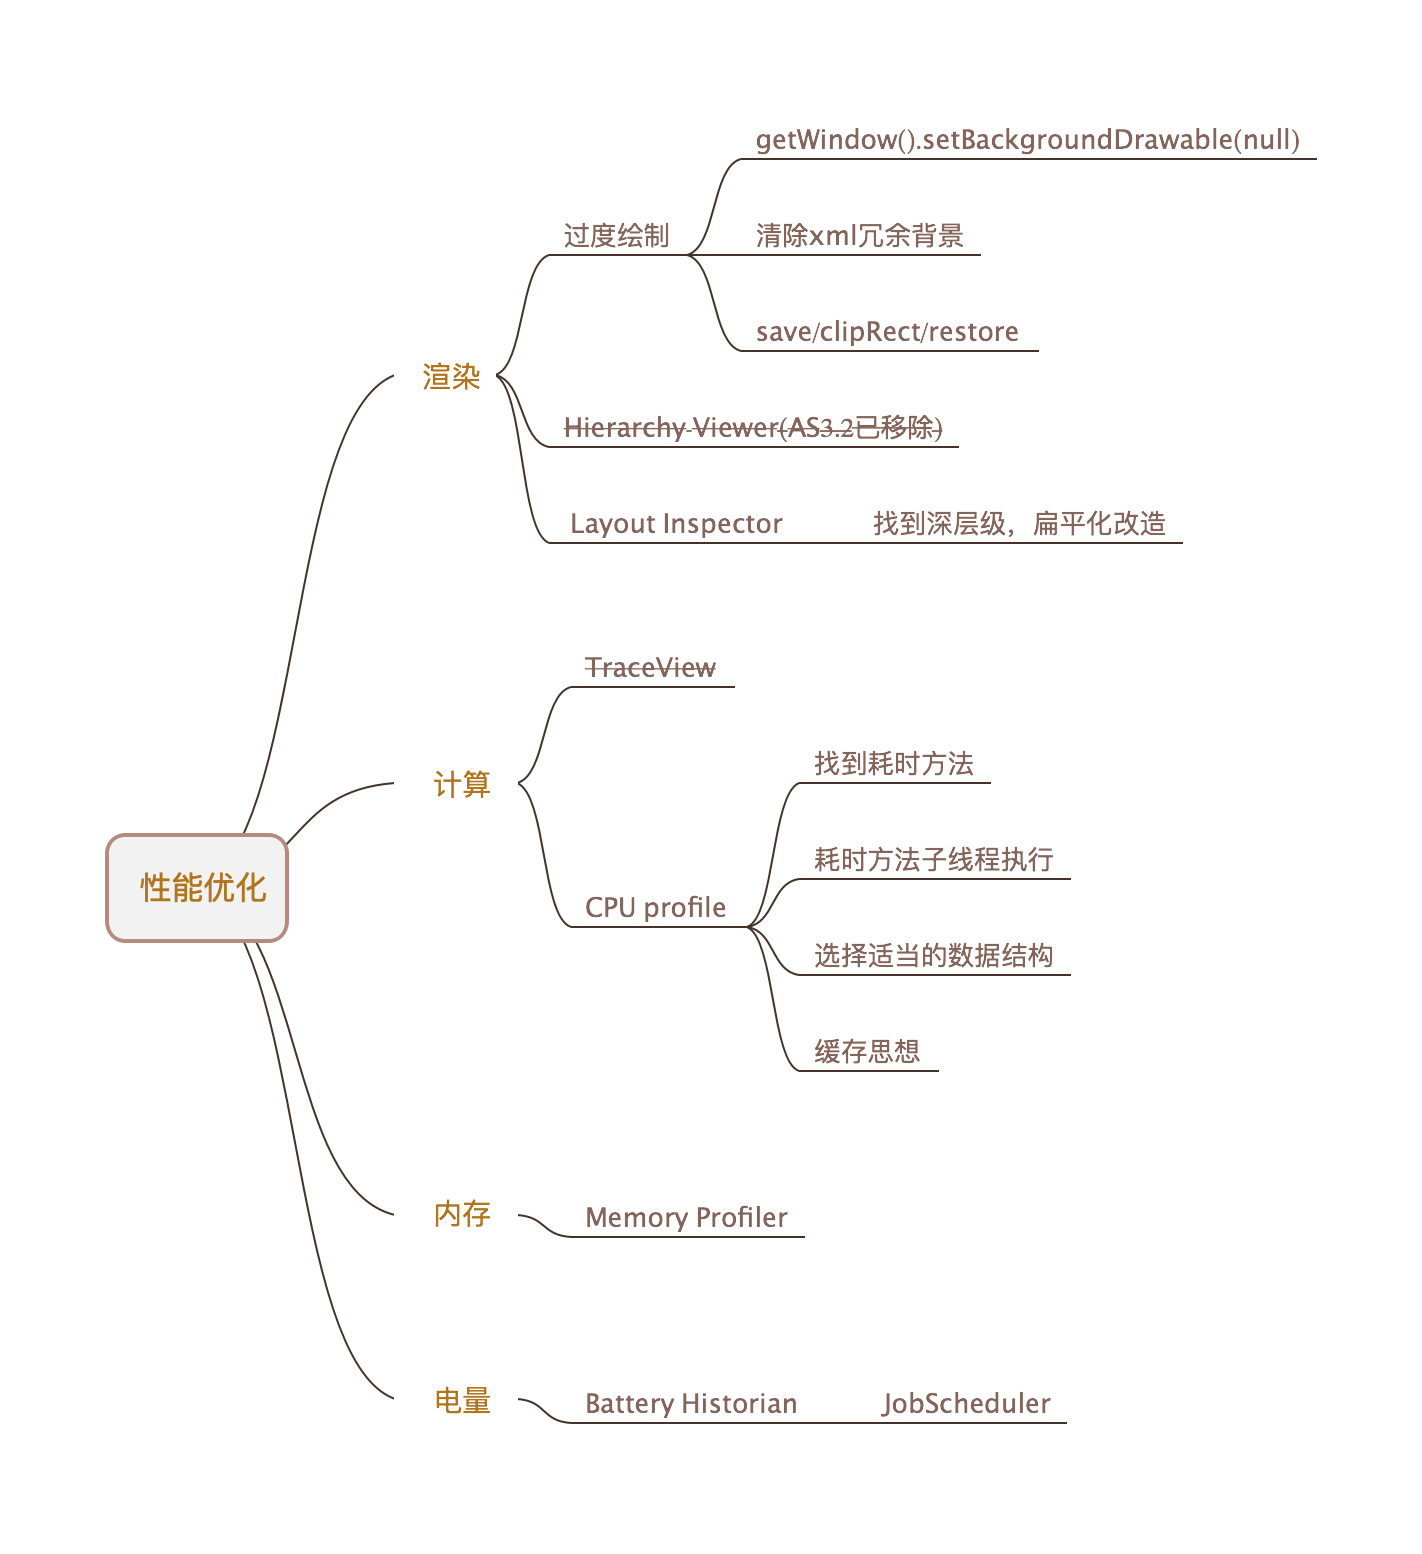 getWindow().setBackgroundDrawable(null)
过度绘制
清除xml冗余背景
save/clipRect/restore
渲染
Hierarchy Viewer(AS3.2已移除)
Layout Inspector
找到深层级，扁平化改造
TraceView
计算
找到耗时方法
耗时方法子线程执行
CPU profile
选择适当的数据结构
缓存思想
性能优化
内存
Memory Profiler
电量
Battery Historian
JobScheduler